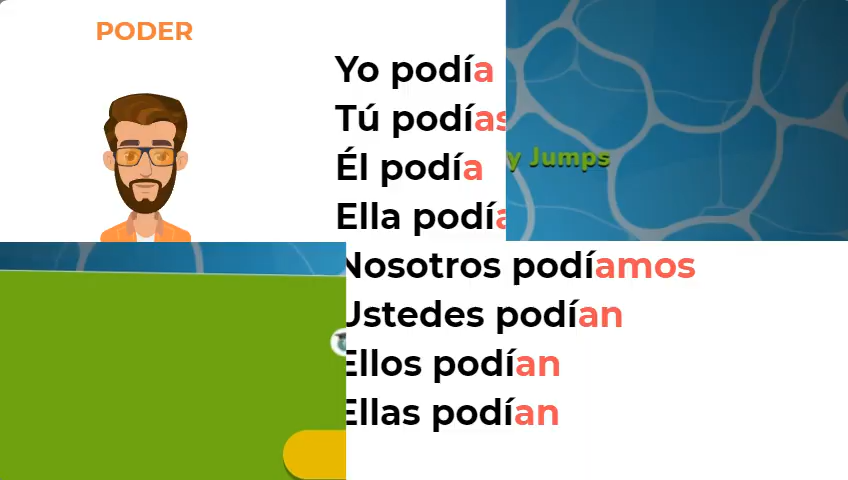 PODER
Yo podía
Tú podías
Él podía
Ella podía
y Jumps
Nosotros podíamos
Ustedes podían
Ellos podían
Ellas podían